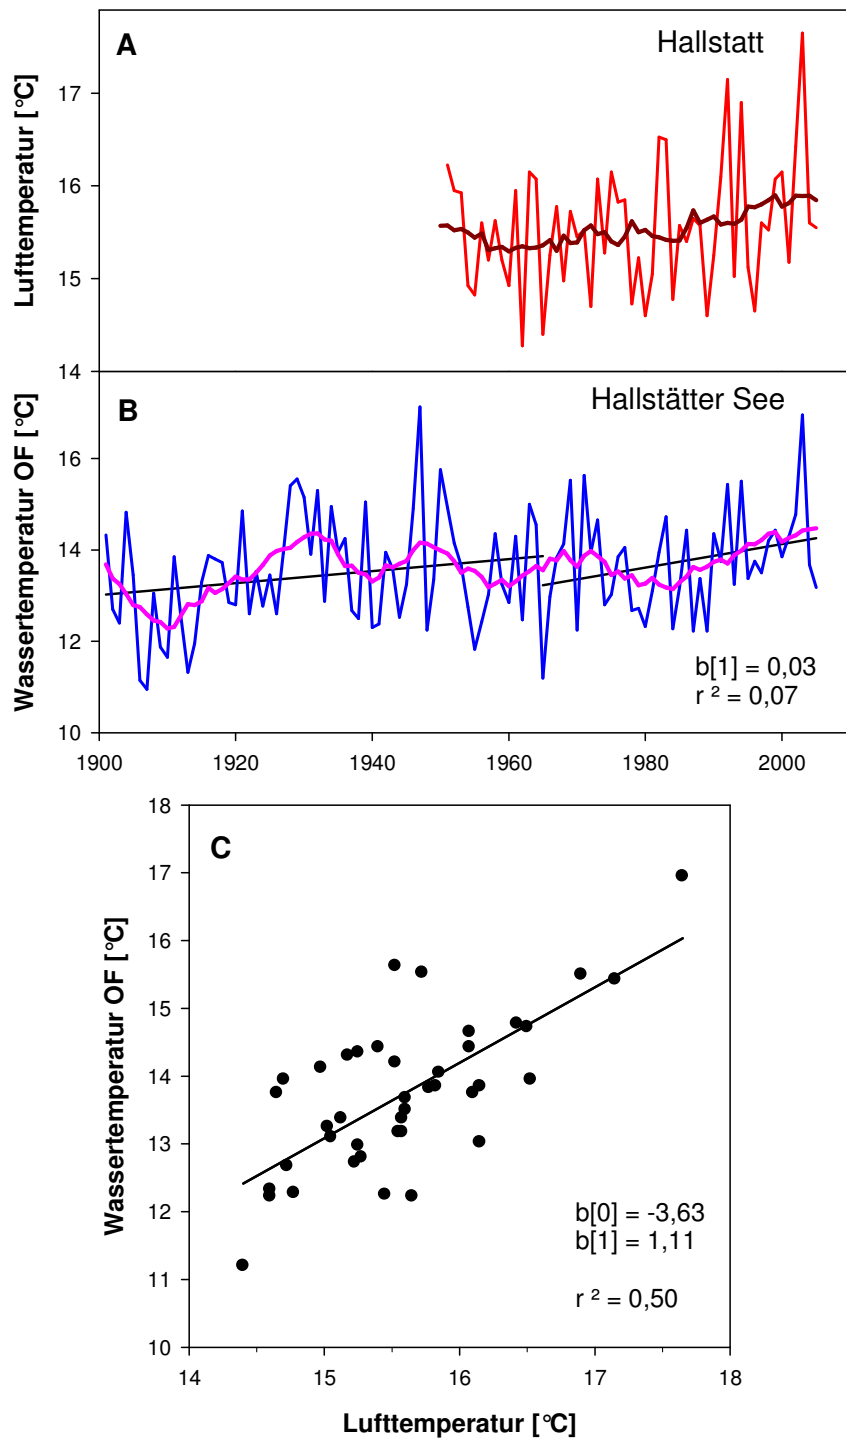 A
Hallstatt
Lufttemperatur [°C]
17
16
15
14
B
Hallstätter See
Wassertemperatur OF [°C]
16
14
12
10
b[1] = 0,03
r ² = 0,07
1900 1920 1940 1960 1980 2000
C
Wassertemperatur OF [°C]
18
17
16
15
14
13
12
11
10
b[0] = -3,63
b[1] = 1,11
r ² = 0,50
14 15 16 17 18
Lufttemperatur [°C]